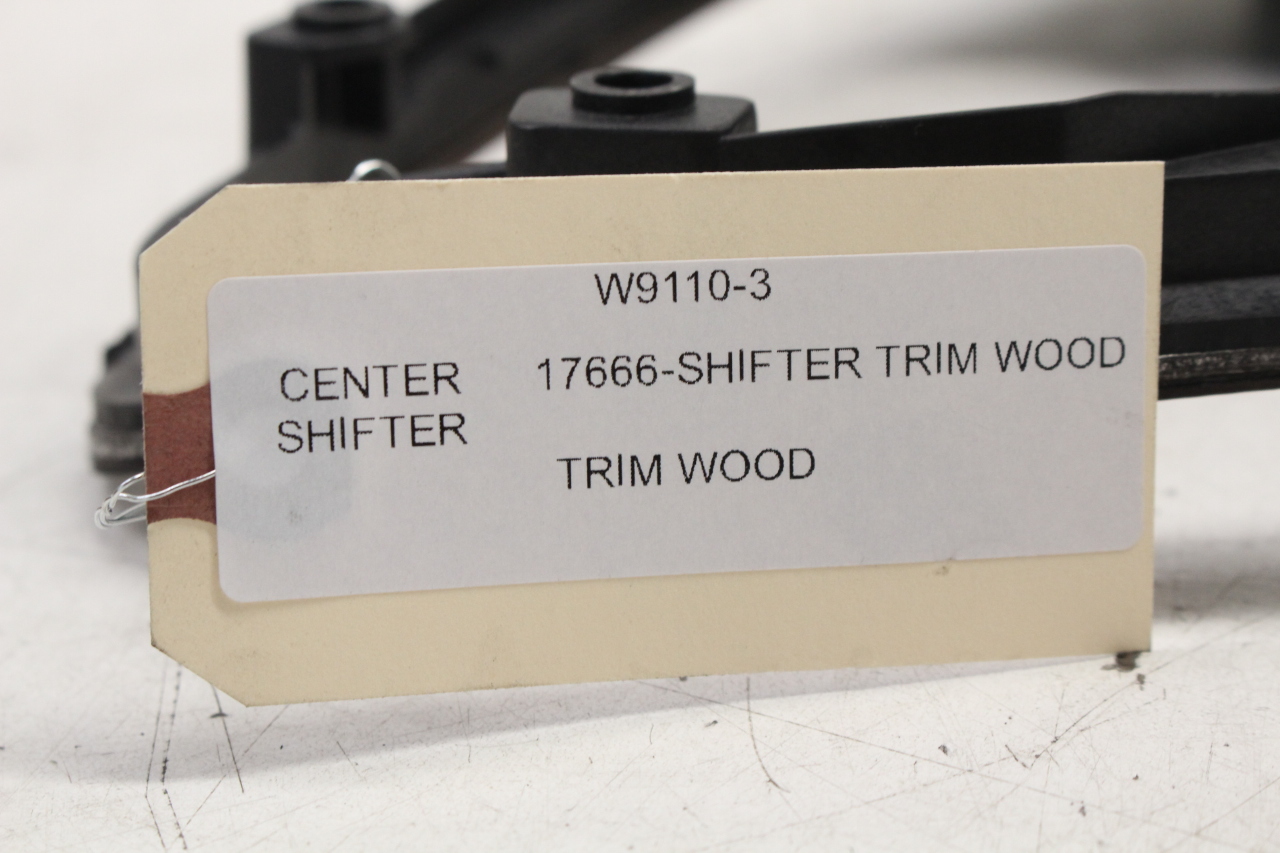 W9110-3
CENTER SHIFTER
17666-SHIFTER TRIM WOOD
TRIM WOOD